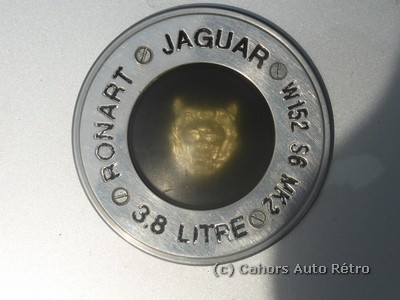 RONART • JAGUAR • W152 S6 MK2 • 3,8 LITRE
(c) Cahors Auto Rétro